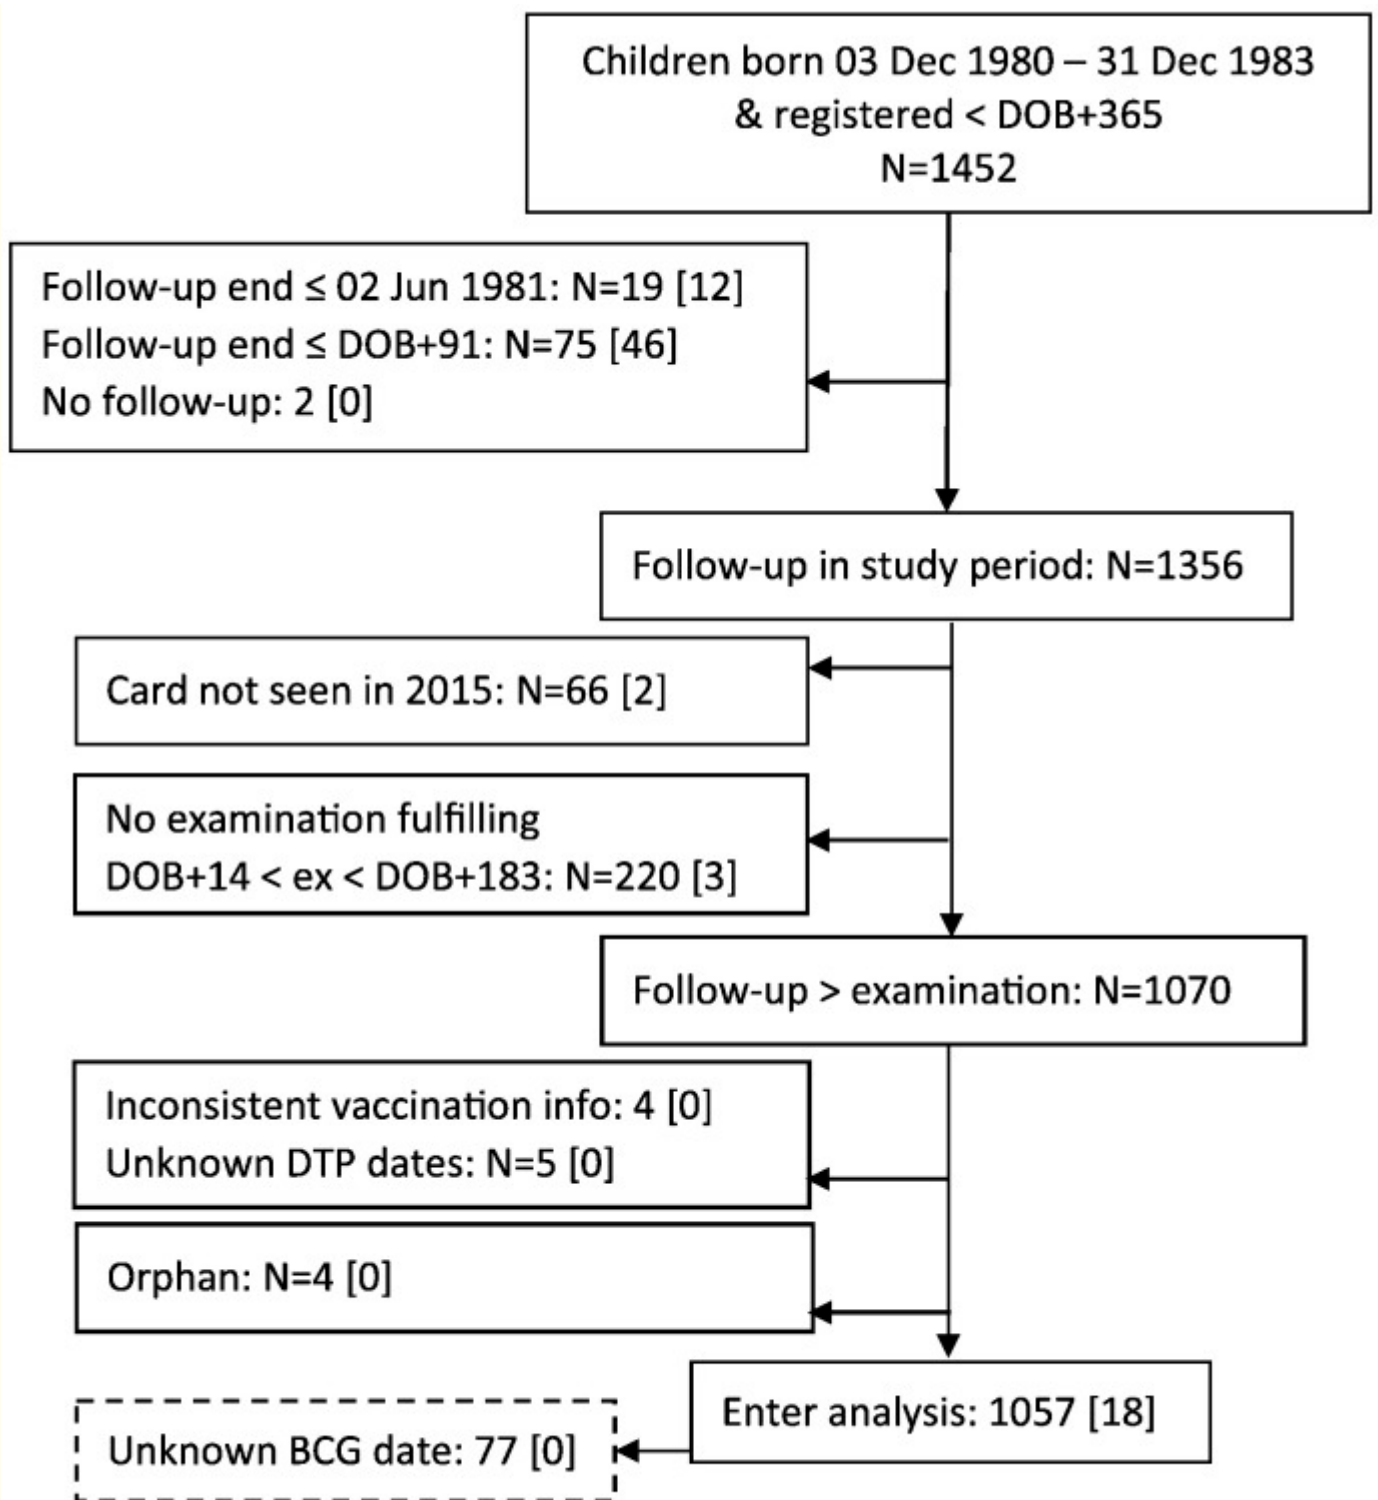 Children born 03 Dec 1980 – 31 Dec 1983
& registered < DOB+365
N=1452
Follow-up end ≤ 02 Jun 1981: N=19 [12]
Follow-up end ≤ DOB+91: N=75 [46]
No follow-up: 2 [0]
Follow-up in study period: N=1356
Card not seen in 2015: N=66 [2]
No examination fulfilling
DOB+14 < ex < DOB+183: N=220 [3]
Follow-up > examination: N=1070
Inconsistent vaccination info: 4 [0]
Unknown DTP dates: N=5 [0]
Orphan: N=4 [0]
Enter analysis: 1057 [18]
Unknown BCG date: 77 [0]